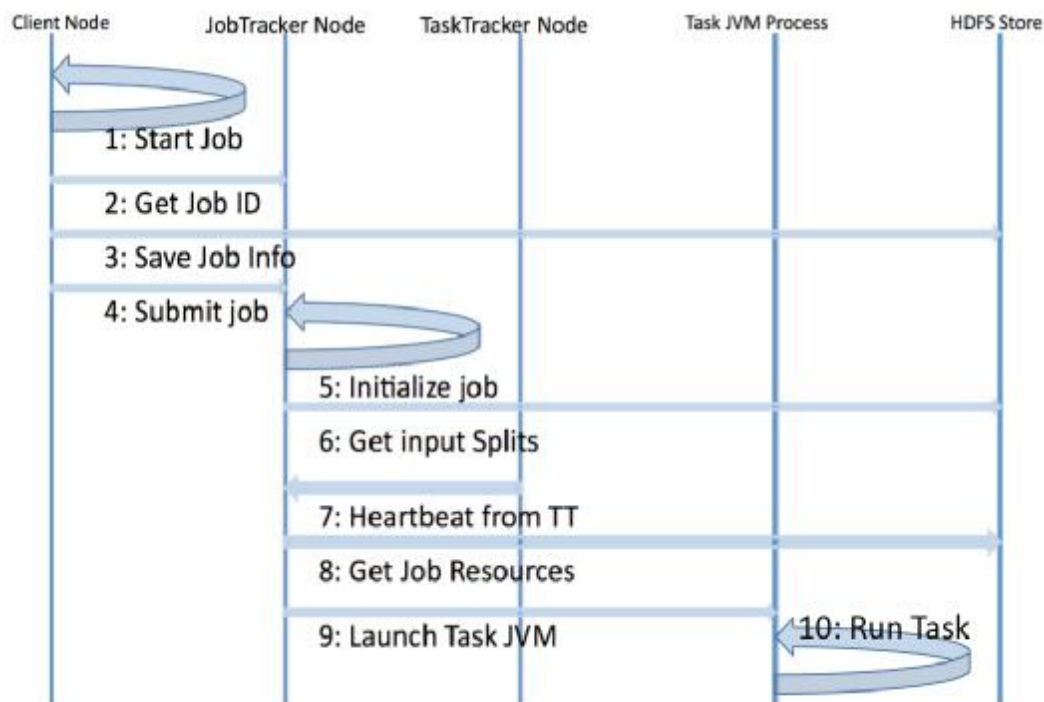 Client Node
JobTracker Node
TaskTracker Node
Task JVM Process
HDFS Store
1: Start Job
2: Get Job ID
3: Save Job Info
4: Submit job
5: Initialize job
6: Get input Splits
7: Heartbeat from TT
8: Get Job Resources
9: Launch Task JVM
10: Run Task